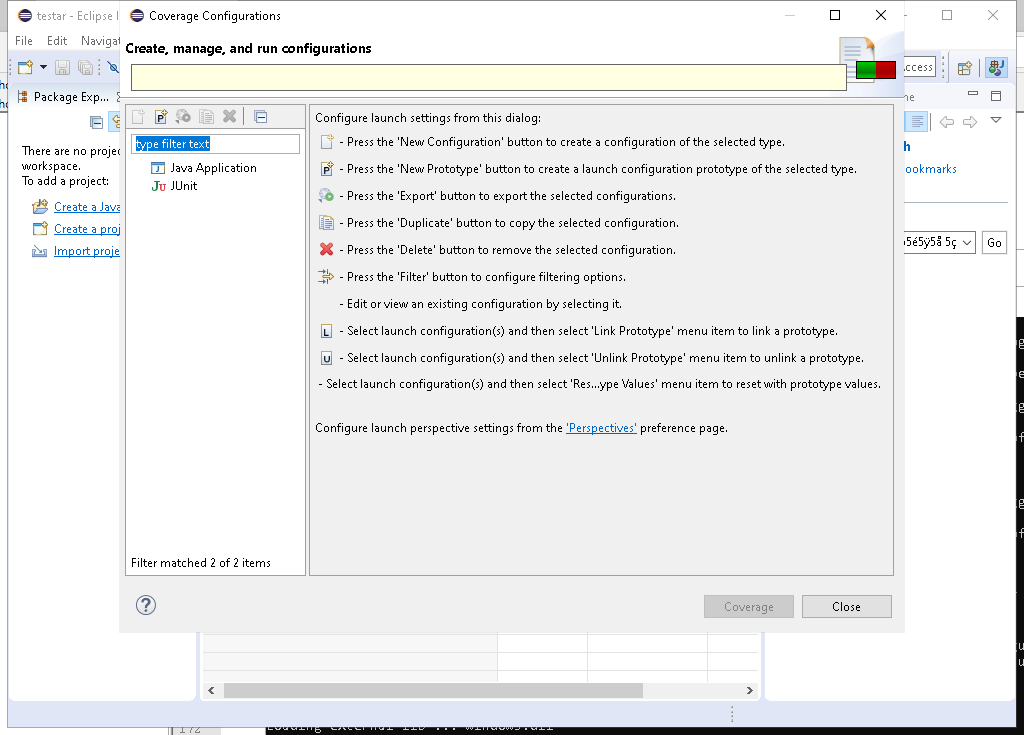 testar - Eclipse I
Coverage Configurations
File Edit Navigat
Create, manage, and run configurations
Package Exp...
type filter text
Java Application
Ju JUnit
Filter matched 2 of 2 items
There are no projec
workspace.
To add a project:
Create a Java
Create a proj
Import proje
Configure launch settings from this dialog:
- Press the 'New Configuration' button to create a configuration of the selected type.
P - Press the 'New Prototype' button to create a launch configuration prototype of the selected type.
- Press the 'Export' button to export the selected configurations.
- Press the 'Duplicate' button to copy the selected configuration.
- Press the 'Delete' button to remove the selected configuration.
- Press the 'Filter' button to configure filtering options.
- Edit or view an existing configuration by selecting it.
L - Select launch configuration(s) and then select 'Link Prototype' menu item to link a prototype.
U - Select launch configuration(s) and then select 'Unlink Prototype' menu item to unlink a prototype.
- Select launch configuration(s) and then select 'Res...ype Values' menu item to reset with prototype values.
Configure launch perspective settings from the 'Perspectives' preference page.
?
Coverage
Close
ccess
ne
h
ookmarks
Go
172
Loading external lib ... windows.dll